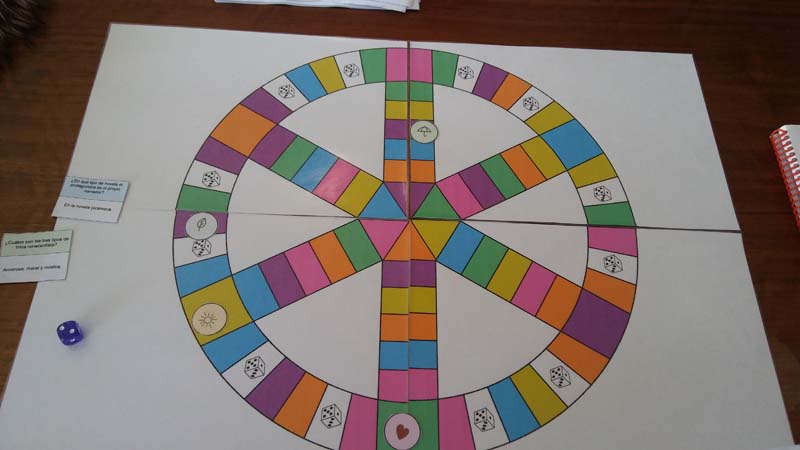 ¿En qué tipo de novela el
protagonista es el propio
narrador?
En la novela picaresca.
¿Cuáles son los tres tipos de
lírica renacentista?
Amorosa, moral y mística.